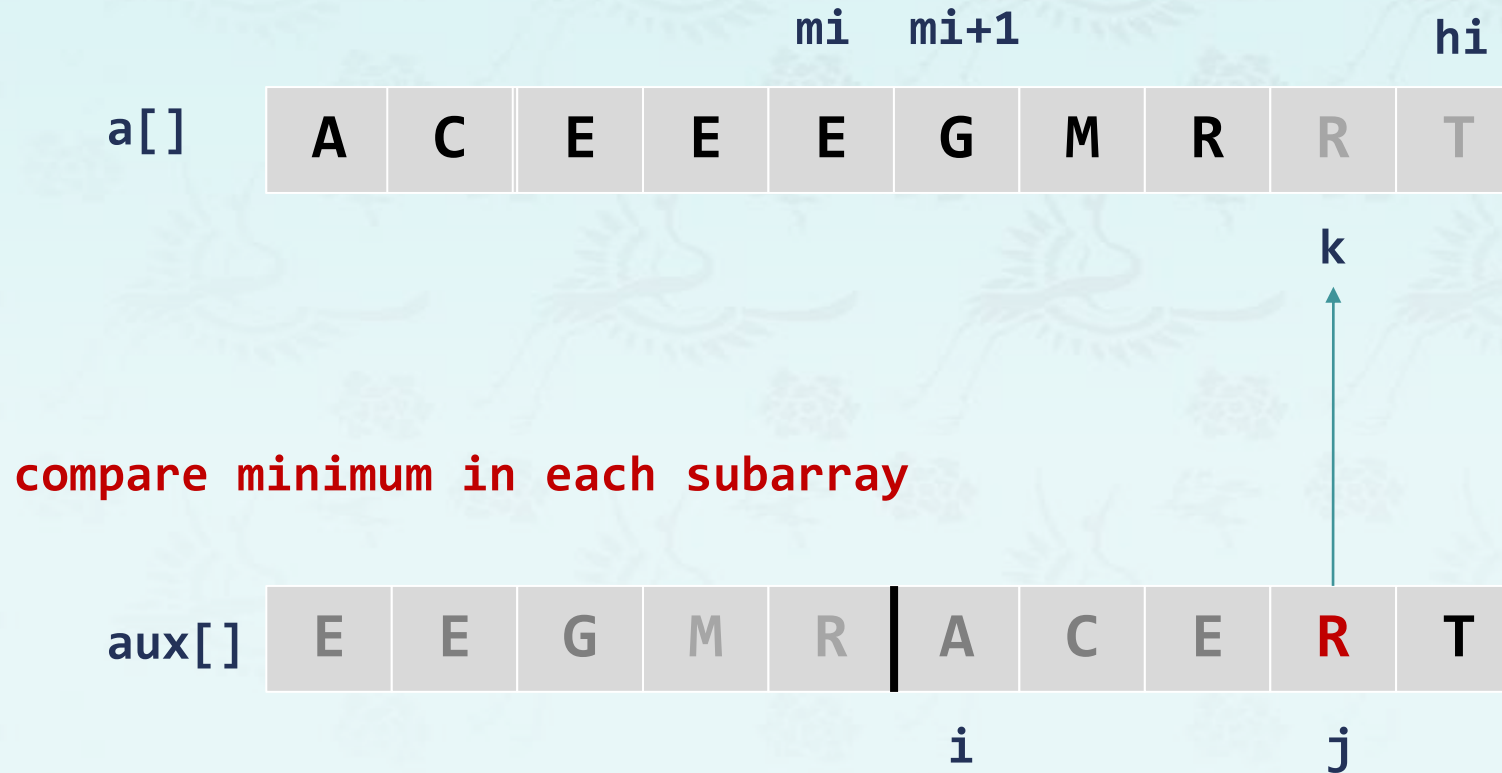 mi mi+1 hi
a[] A C E E E G M R R T
k
compare minimum in each subarray
aux[] E E G M R A C E R T
i j